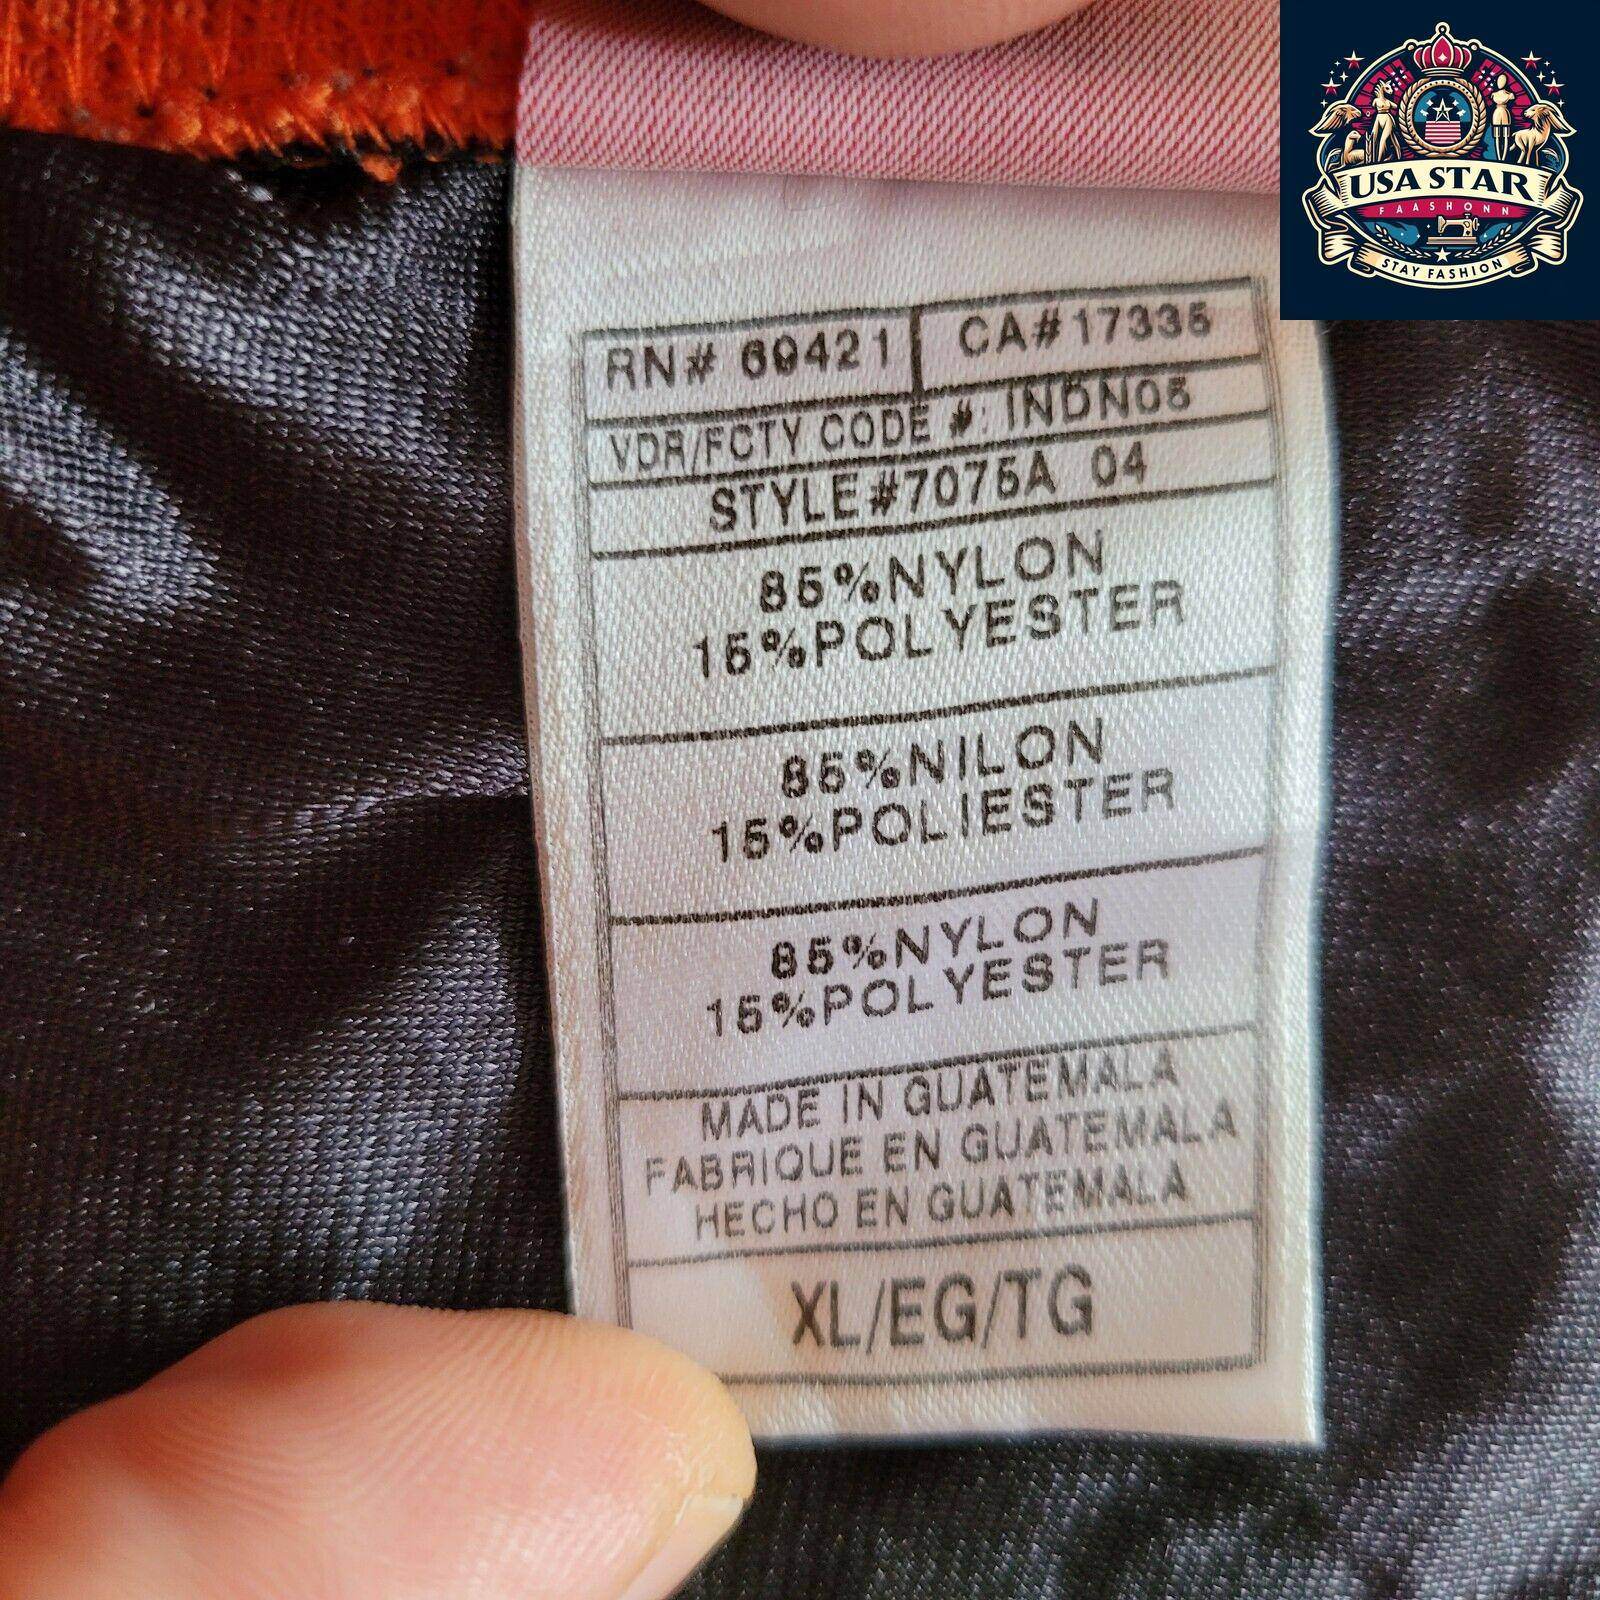 USA STAR
FAASHONN
STAY FASHION
RN# 69421 CA#17335
VDR/FCTY CODE #: INDN05
STYLE#7075A 04
85%NYLON
15%POLYESTER
85%NILON
15%POLIESTER
85%NYLON
15%POLYESTER
MADE IN GUATEMALA
FABRIQUE EN GUATEMALA
HECHO EN GUATEMALA
XL/EG/TG